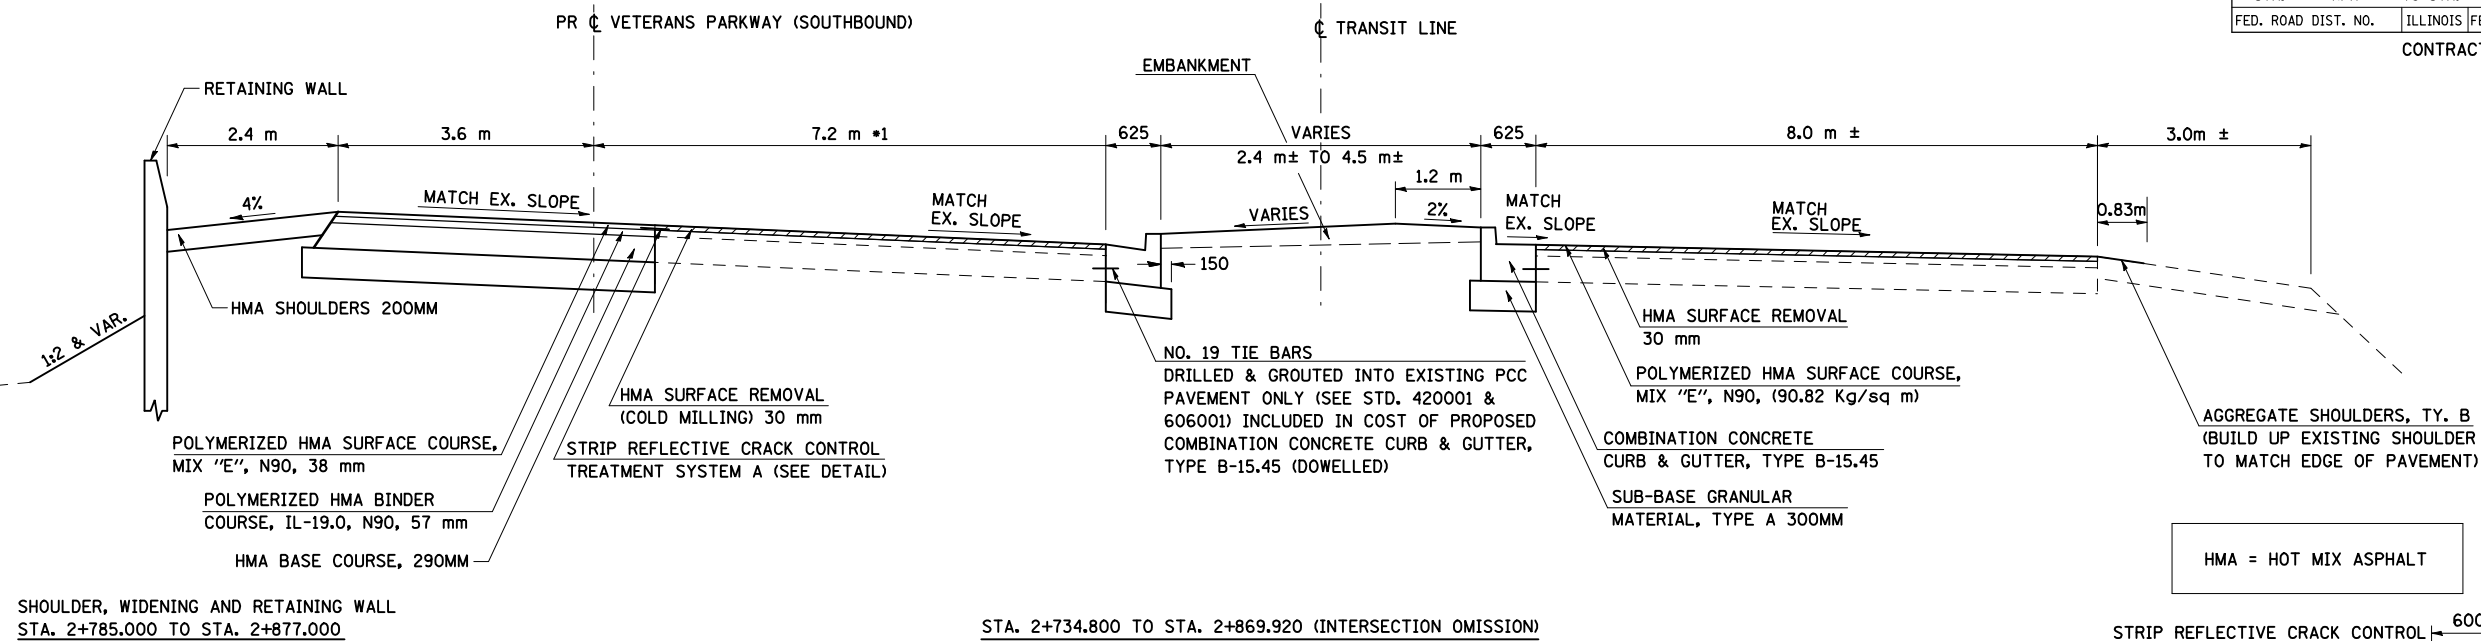 PR ℄ VETERANS PARKWAY (SOUTHBOUND)
℄ TRANSIT LINE
FED. ROAD DIST. NO.
ILLINOIS
CONTRACT
EMBANKMENT
RETAINING WALL
2.4 m
3.6 m
7.2 m *1
625
VARIES
2.4 m± TO 4.5 m±
625
8.0 m ±
3.0m ±
1.2 m
4%
MATCH EX. SLOPE
MATCH
EX. SLOPE
VARIES
2%
MATCH
EX. SLOPE
MATCH
EX. SLOPE
0.83m
150
HMA SHOULDERS 200MM
1:2 & VAR.
HMA SURFACE REMOVAL
(COLD MILLING) 30 mm
STRIP REFLECTIVE CRACK CONTROL
TREATMENT SYSTEM A (SEE DETAIL)
POLYMERIZED HMA SURFACE COURSE,
MIX "E", N90, 38 mm
POLYMERIZED HMA BINDER
COURSE, IL-19.0, N90, 57 mm
HMA BASE COURSE, 290MM
NO. 19 TIE BARS
DRILLED & GROUTED INTO EXISTING PCC
PAVEMENT ONLY (SEE STD. 420001 &
606001) INCLUDED IN COST OF PROPOSED
COMBINATION CONCRETE CURB & GUTTER,
TYPE B-15.45 (DOWELLED)
HMA SURFACE REMOVAL
30 mm
POLYMERIZED HMA SURFACE COURSE,
MIX "E", N90, (90.82 Kg/sq m)
COMBINATION CONCRETE
CURB & GUTTER, TYPE B-15.45
SUB-BASE GRANULAR
MATERIAL, TYPE A 300MM
AGGREGATE SHOULDERS, TY. B
(BUILD UP EXISTING SHOULDER
TO MATCH EDGE OF PAVEMENT)
HMA = HOT MIX ASPHALT
SHOULDER, WIDENING AND RETAINING WALL
STA. 2+785.000 TO STA. 2+877.000
STA. 2+734.800 TO STA. 2+869.920 (INTERSECTION OMISSION)
STRIP REFLECTIVE CRACK CONTROL
600